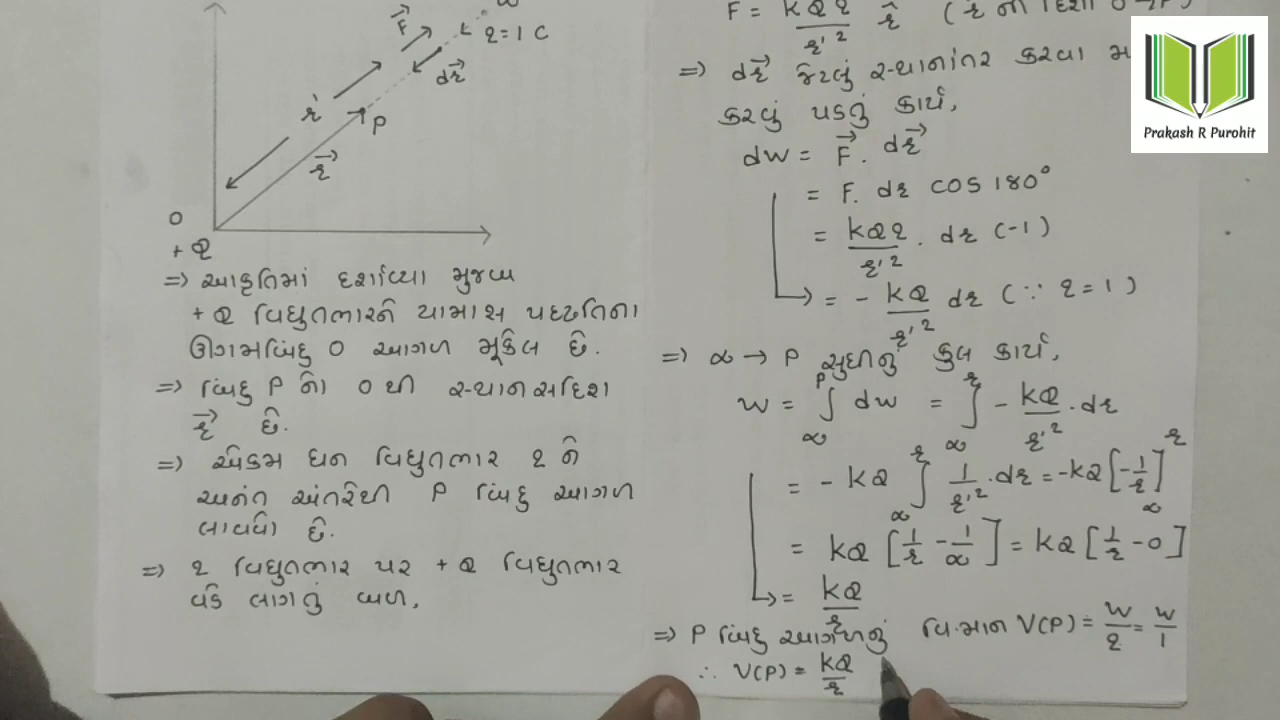 F⃗
q = 1 C
dr⃗
r'
P
r⃗
O
+Q
⇒ આકૃતિમાં દર્શાવ્યા મુજબ
+Q વિદ્યુતભારને યામાક્ષ પદ્ધતિના
ઊગમબિંદુ O આગળ મૂકેલ છે.
⇒ બિંદુ P નો O થી સ્થાનસદિશ
r⃗ છે.
⇒ એકમ ધન વિદ્યુતભાર q ને
અનંત અંતરેથી P બિંદુ આગળ
લાવવો છે.
⇒ q વિદ્યુતભાર પર +Q વિદ્યુતભાર
વડે લાગતું બળ,
F = kQq/r'² r̂
⇒ dr⃗ જેટલું સ્થાનાંતર કરવા
કરવું પડતું કાર્ય,
dW = F⃗ . dr⃗
= F. dr cos 180°
= kQq/r'² . dr (-1)
= - kQ/r'² dr (∵ q = 1)
⇒ ∞ → P સુધીનું કુલ કાર્ય,
W = ∫_∞^P dW = ∫_∞^r - kQ/r'² . dr
= - kQ ∫_∞^r 1/r'² . dr = -kQ [-1/r]_∞^r
= kQ [1/r - 1/∞] = kQ [1/r - 0]
= kQ/r
⇒ P બિંદુ આગળનું વિ.માન V(P) = W/q = W/1
∴ V(P) = kQ/r
Prakash R Purohit